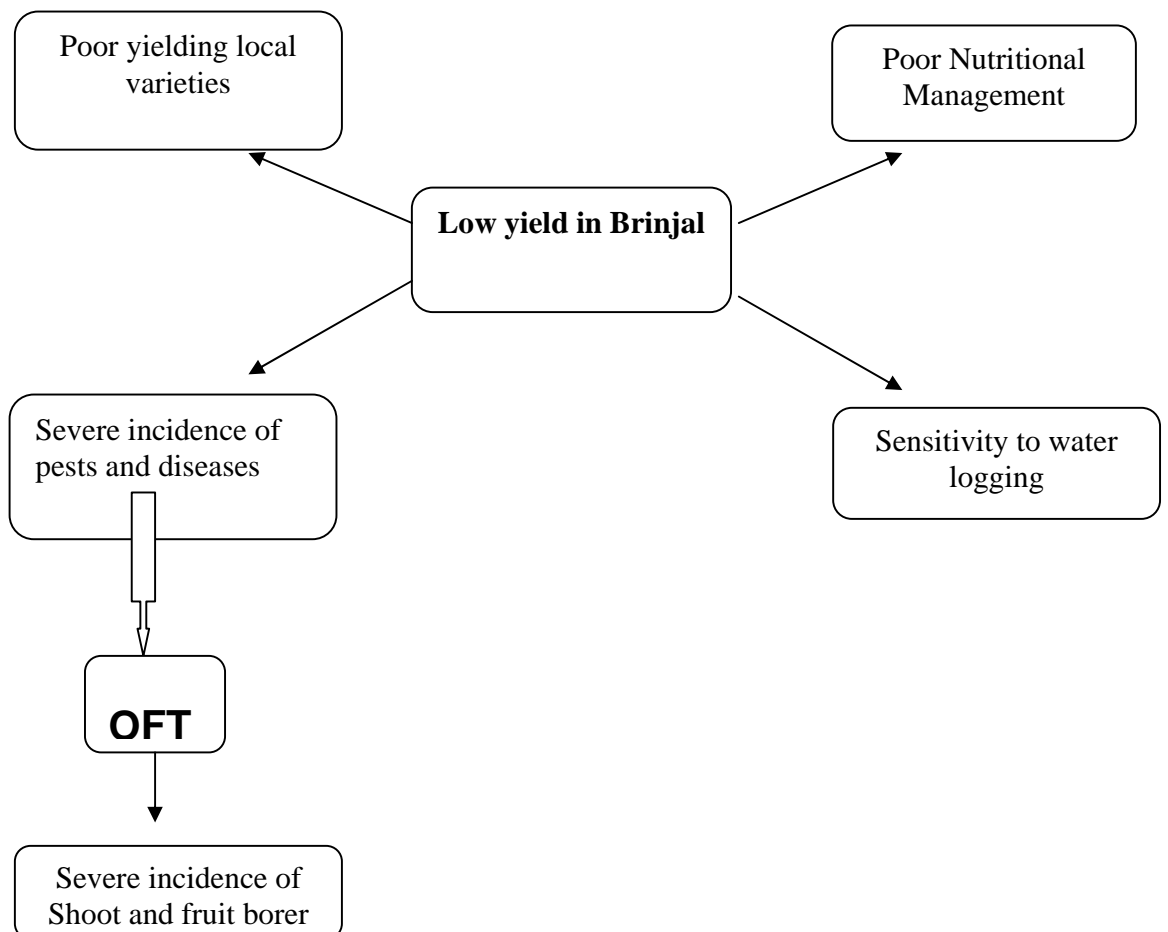 Poor yielding local
varieties
Poor Nutritional
Management
Low yield in Brinjal
Severe incidence of
pests and diseases
Sensitivity to water
logging
OFT
Severe incidence of
Shoot and fruit borer